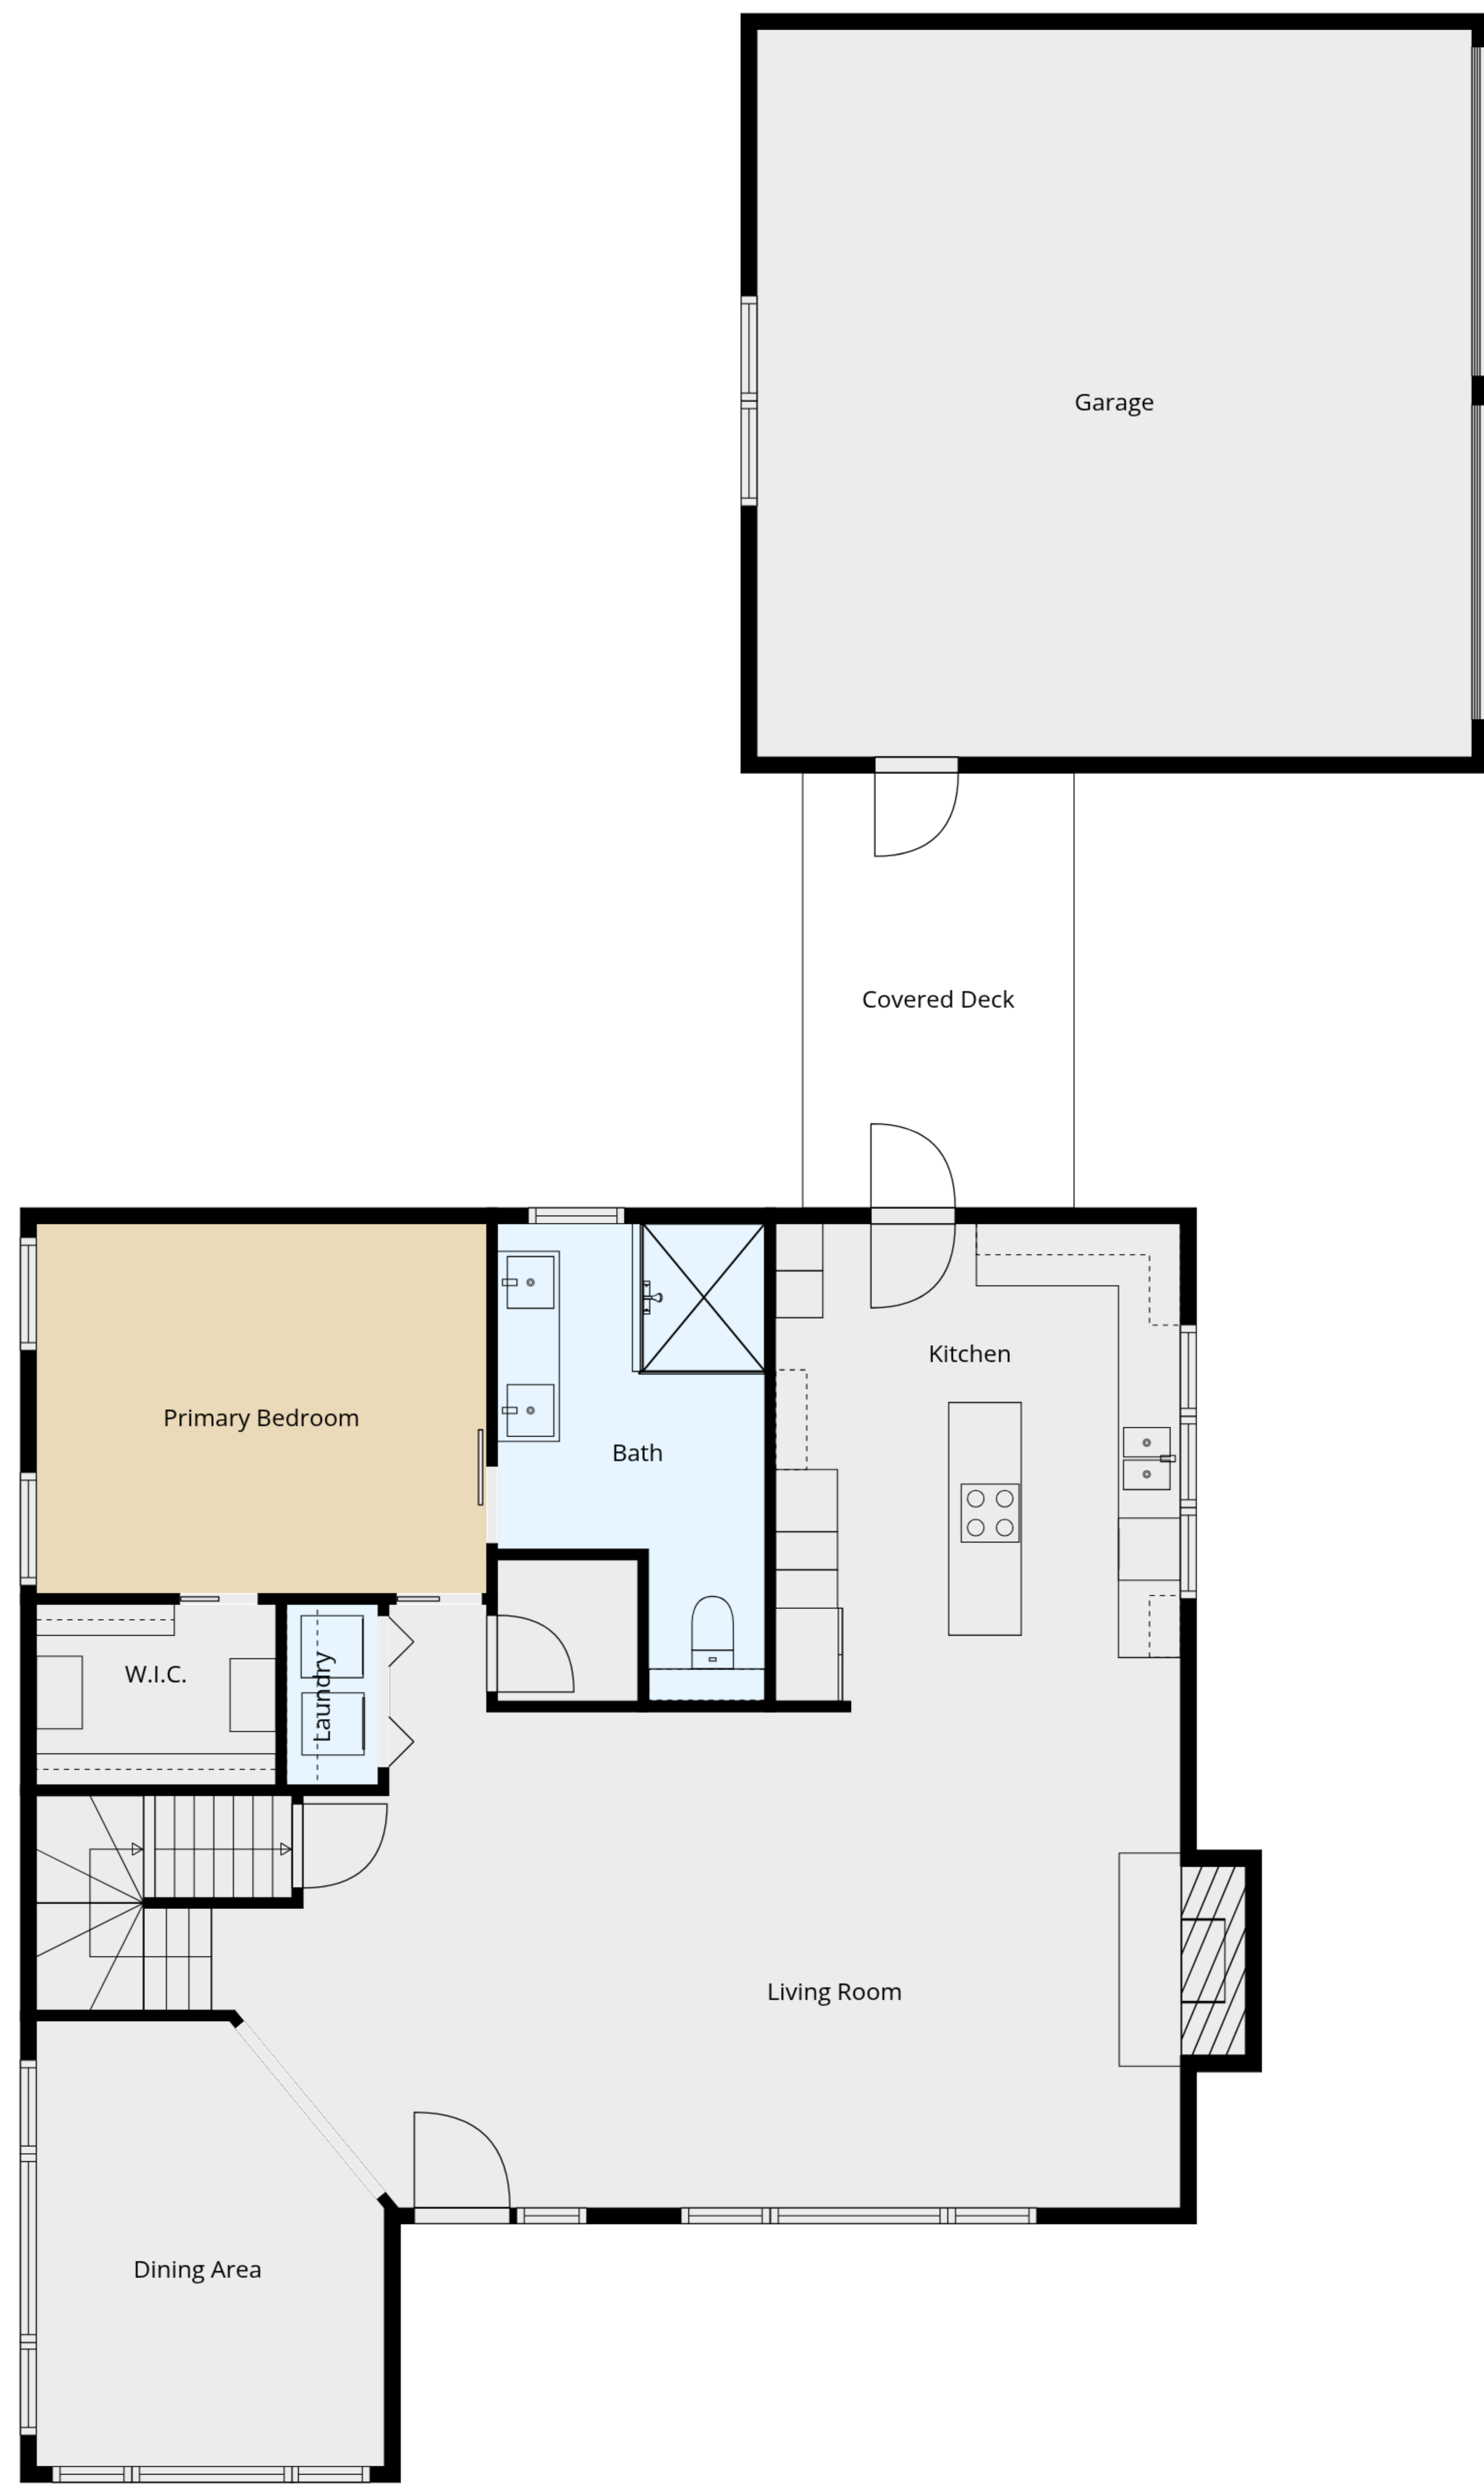 Garage
Covered Deck
Kitchen
Primary Bedroom
Bath
W.I.C.
Laundry
Living Room
Dining Area